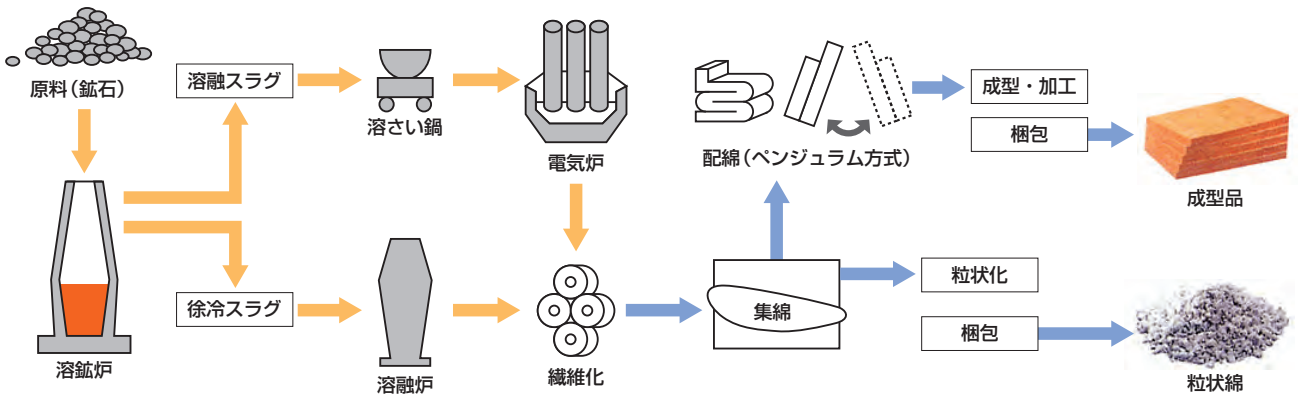 原料（鉱石）
溶鉱炉
溶融スラグ
徐冷スラグ
溶さい鍋
溶融炉
電気炉
繊維化
集綿
配綿（ペンジュラム方式）
成型・加工
梱包
成型品
粒状化
梱包
粒状綿